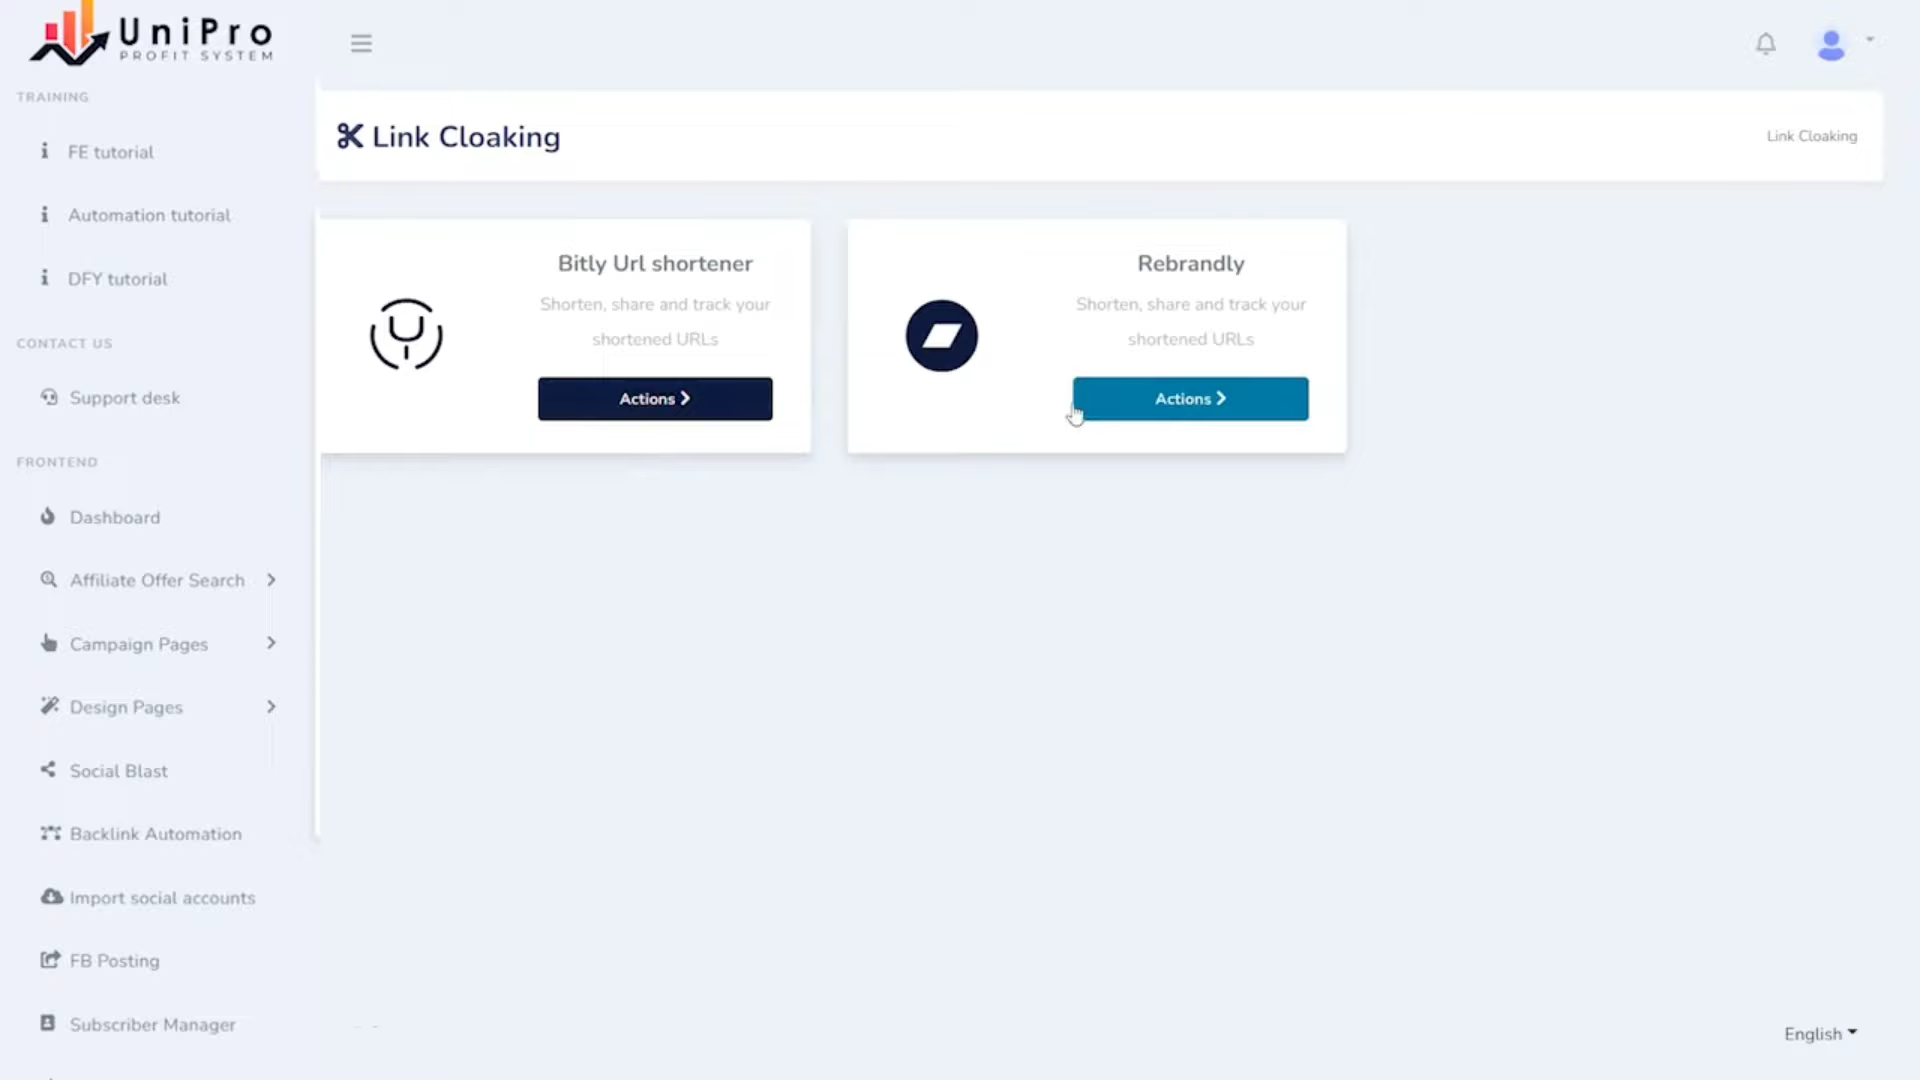 UniPro
PROFIT SYSTEM
TRAINING
FE tutorial
Automation tutorial
DFY tutorial
CONTACT US
Support desk
FRONTEND
Dashboard
Affiliate Offer Search
Campaign Pages
Design Pages
Social Blast
Backlink Automation
Import social accounts
FB Posting
Subscriber Manager
Link Cloaking
Link Cloaking
Bitly Url shortener
Shorten, share and track your
shortened URLs
Actions
Rebrandly
Shorten, share and track your
shortened URLs
Actions
English